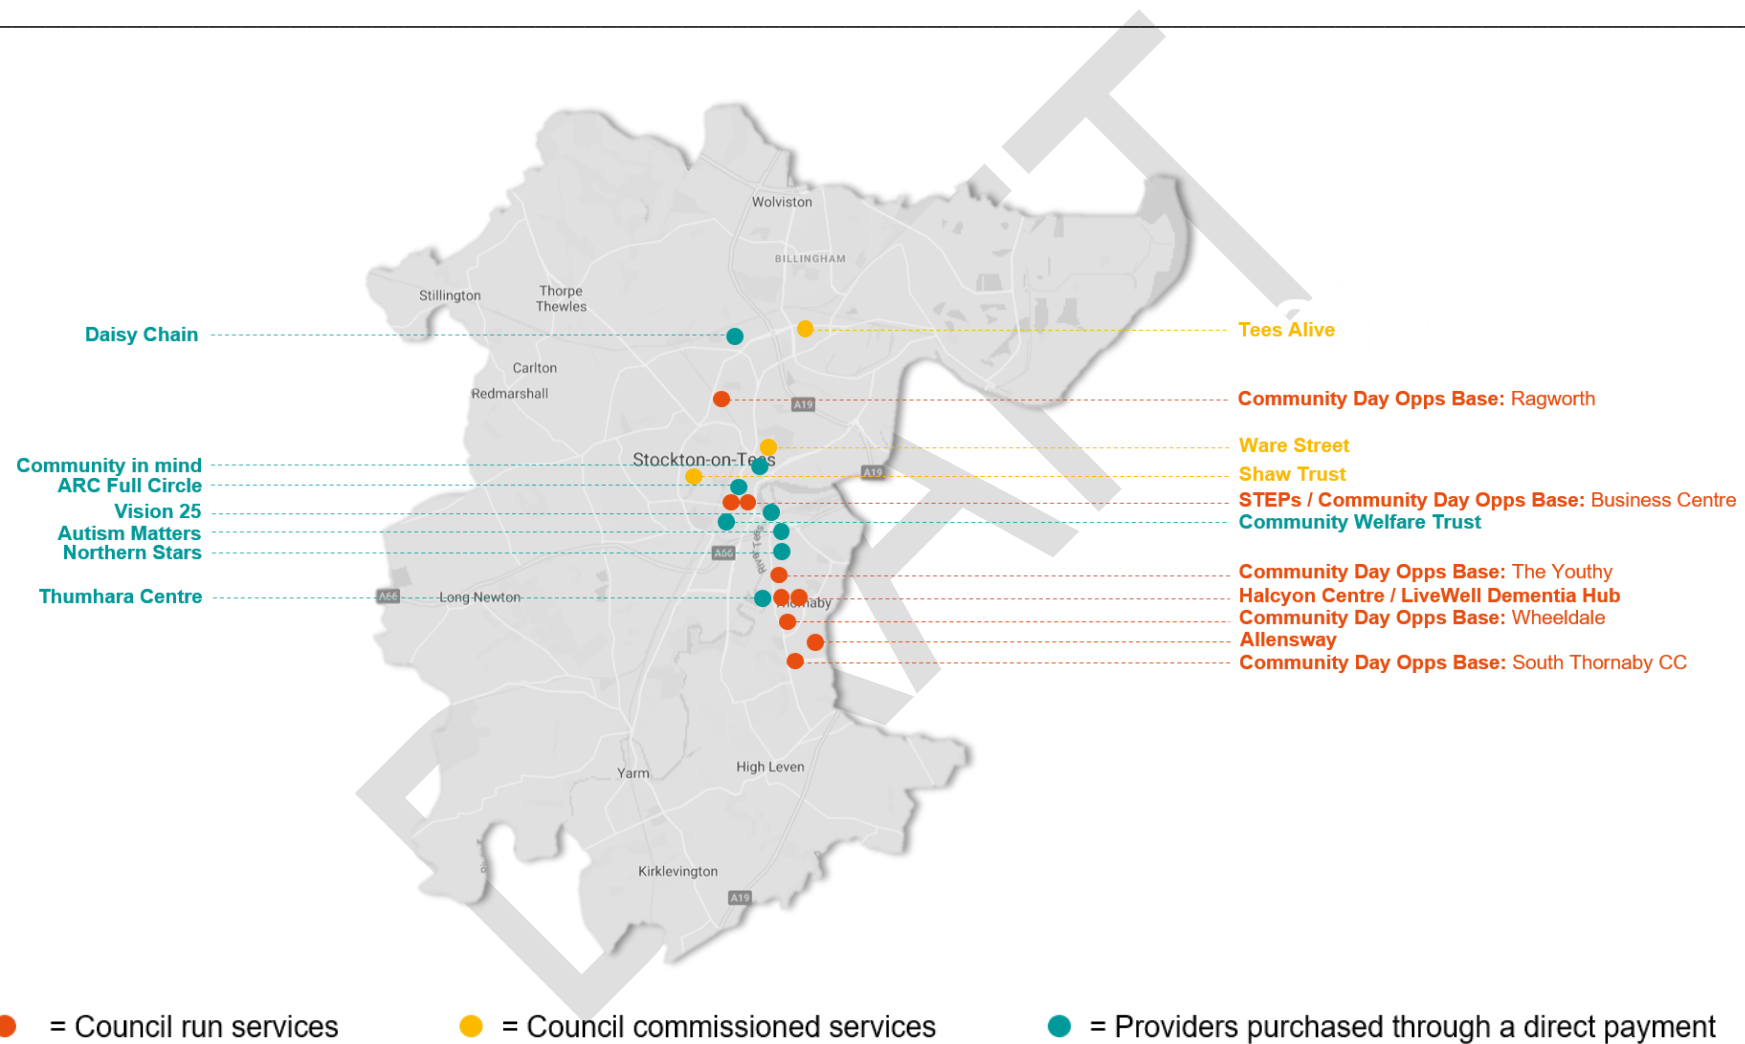 Wolviston
BILLINGHAM
Stillington
Thorpe
Thewles
Daisy Chain
Tees Alive
Carlton
Redmarshall
A19
Community Day Opps Base: Ragworth
Ware Street
Stockton-on-Tees
Community in mind
A19
Shaw Trust
ARC Full Circle
STEPs / Community Day Opps Base: Business Centre
Vision 25
Community Welfare Trust
Autism Matters
River Tees
Northern Stars
A66
Community Day Opps Base: The Youthy
Thumhara Centre
A66
Long Newton
Thornaby
Halcyon Centre / LiveWell Dementia Hub
Community Day Opps Base: Wheeldale
Allensway
Community Day Opps Base: South Thornaby CC
Yarm
High Leven
Kirklevington
A19
DRAFT
= Council run services
= Council commissioned services
= Providers purchased through a direct payment